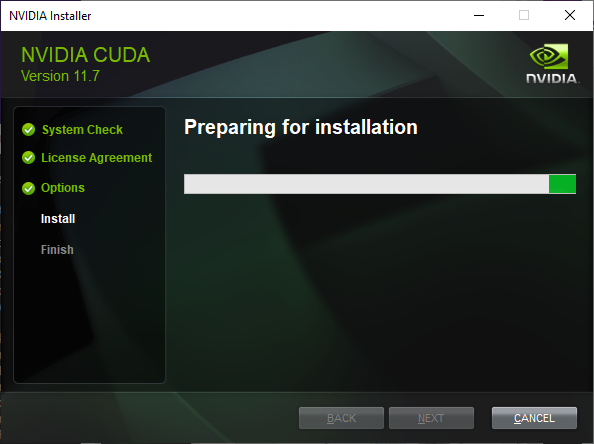 NVIDIA Installer
NVIDIA CUDA
Version 11.7
NVIDIA.
System Check
License Agreement
Options
Install
Finish
Preparing for installation
BACK
NEXT
CANCEL